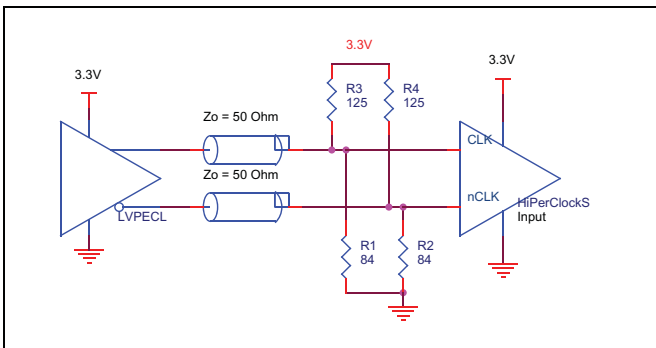 3.3V
3.3V
3.3V
R3
125
R4
125
Zo = 50 Ohm
CLK
Zo = 50 Ohm
nCLK
HiPerClockS
Input
LVPECL
R1
84
R2
84